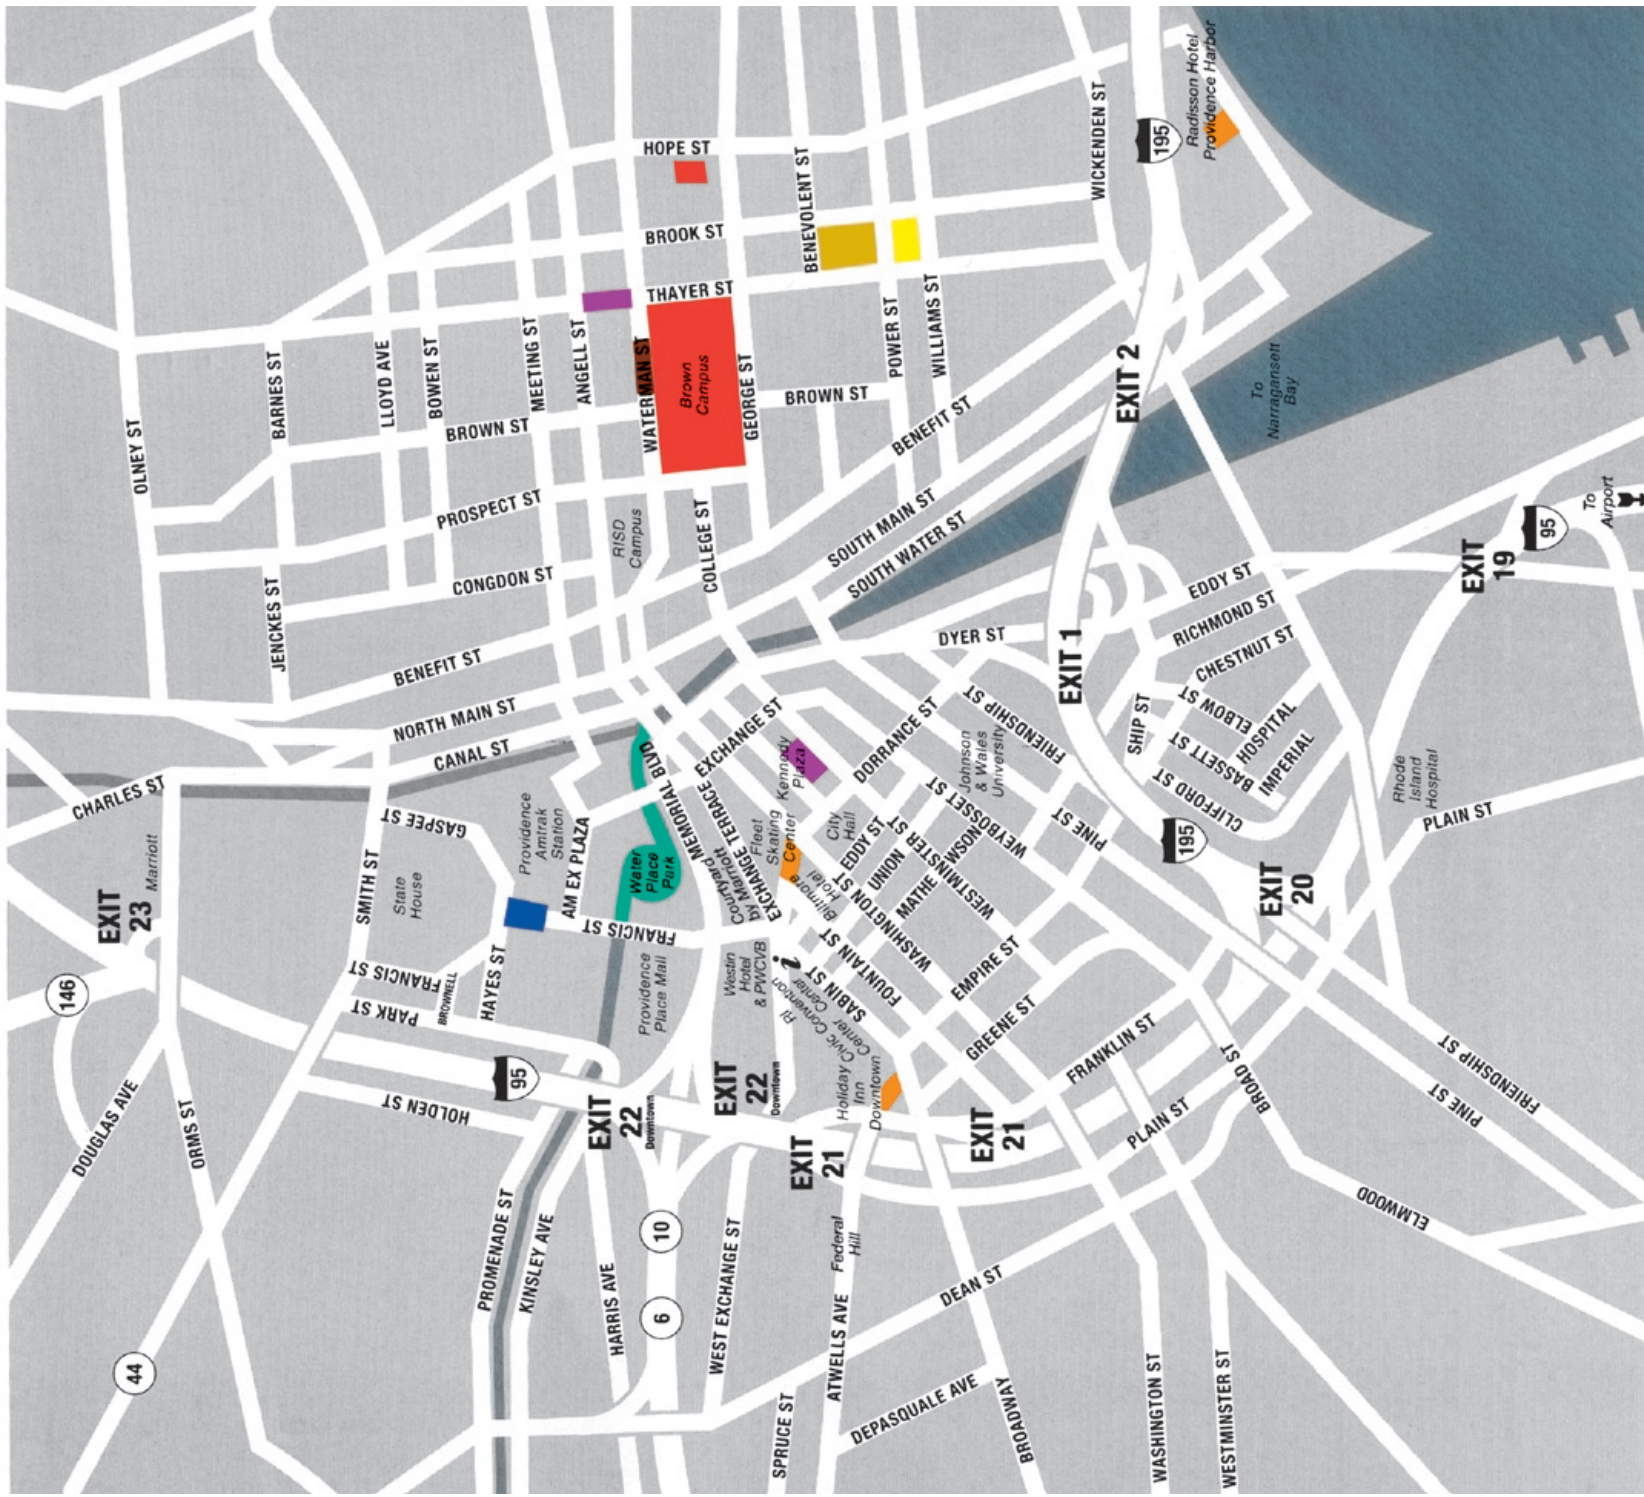 HOPE ST
WICKENDEN ST
195
Radisson Hotel
Providence Harbor
BENEVOLENT ST
BROOK ST
THAYER ST
OLNEY ST
BARNES ST
LLOYD AVE
BOWEN ST
MEETING ST
ANGELL ST
WATERMAN ST
Brown
Campus
GEORGE ST
POWER ST
WILLIAMS ST
BROWN ST
BROWN ST
BENEFIT ST
EXIT 2
To
Narragansett
Bay
PROSPECT ST
RISD
Campus
COLLEGE ST
SOUTH MAIN ST
SOUTH WATER ST
To
Airport
95
EXIT
19
JENCKES ST
CONGDON ST
BENEFIT ST
NORTH MAIN ST
CANAL ST
DYER ST
EXIT 1
EDDY ST
RICHMOND ST
CHESTNUT ST
SHIP ST
ELBOW ST
BASSETT ST
HOSPITAL
IMPERIAL
CLIFFORD ST
CHARLES ST
Marriott
EXIT
23
GASPEE ST
Providence
Amtrak
Station
AM EX PLAZA
SMITH ST
State
House
Water
Place
Park
MEMORIAL BLVD
EXCHANGE TERRACE
EXCHANGE ST
EXCHANGE TERRACE
Courtyard
by Marriott
Fleet
Skating
Center
Kennedy
Plaza
City
Hall
Biltmore
Hotel
DORRANCE ST
FRIENDSHIP ST
Johnson
& Wales
University
WEYBOSSET ST
PINE ST
EDDY ST
UNION
MATHEWSON
WESTMINSTER ST
WASHINGTON ST
WASHINGTON ST
FOUNTAIN ST
SABIN ST
EMPIRE ST
GREENE ST
195
EXIT
20
Rhode
Island
Hospital
PLAIN ST
146
FRANCIS ST
FRANCIS ST
PARK ST
BROWNELL
HAYES ST
Providence
Place Mall
Westin
Hotel
& PWCVB
i
RI
Convention
Center
Civic
Center
Holiday
Inn
Downtown
95
EXIT
22
Downtown
EXIT
22
Downtown
EXIT
21
EXIT
21
FRANKLIN ST
PLAIN ST
BROAD ST
FRIENDSHIP ST
PINE ST
ELMWOOD
DOUGLAS AVE
ORMS ST
HOLDEN ST
PROMENADE ST
KINSLEY AVE
HARRIS AVE
10
6
WEST EXCHANGE ST
Federal
Hill
ATWELLS AVE
DEAN ST
44
SPRUCE ST
DEPASQUALE AVE
BROADWAY
WASHINGTON ST
WESTMINSTER ST